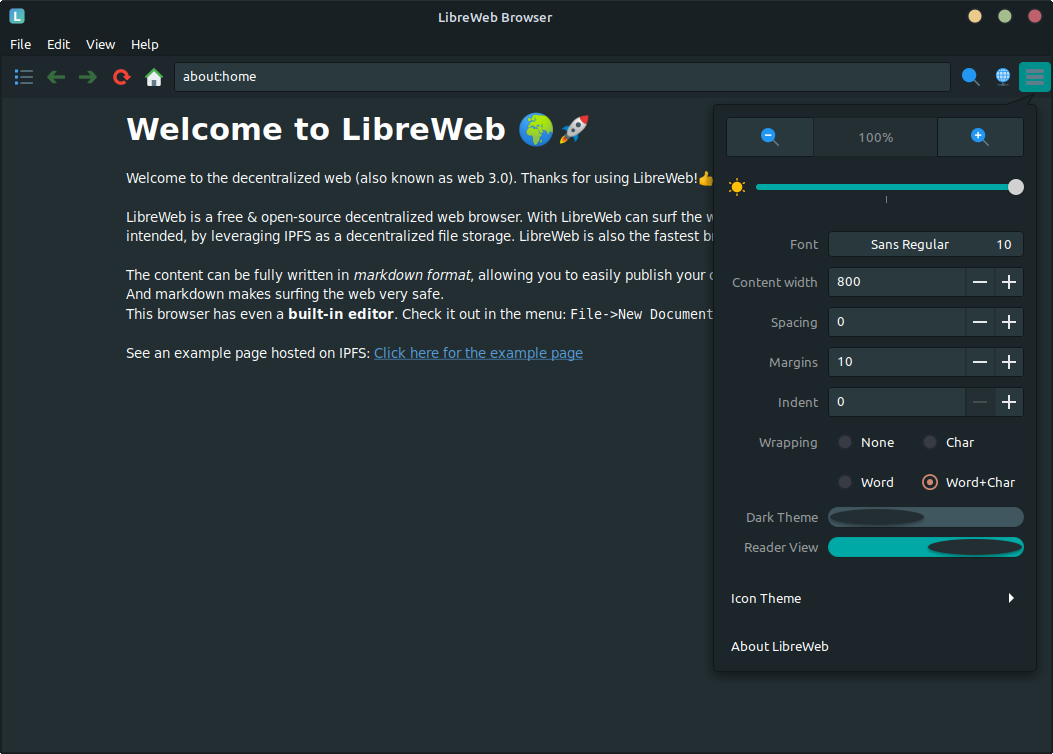 L
LibreWeb Browser
File Edit View Help
about:home
Welcome to LibreWeb 🌍🚀
Welcome to the decentralized web (also known as web 3.0). Thanks for using LibreWeb!👍
LibreWeb is a free & open-source decentralized web browser. With LibreWeb can surf the
intended, by leveraging IPFS as a decentralized file storage. LibreWeb is also the fastest
The content can be fully written in markdown format, allowing you to easily publish your
And markdown makes surfing the web very safe.
This browser has even a built-in editor. Check it out in the menu: File->New Document
See an example page hosted on IPFS: Click here for the example page
100%
Font Sans Regular 10
Content width 800
Spacing 0
Margins 10
Indent 0
Wrapping None Char
Word Word+Char
Dark Theme
Reader View
Icon Theme
About LibreWeb